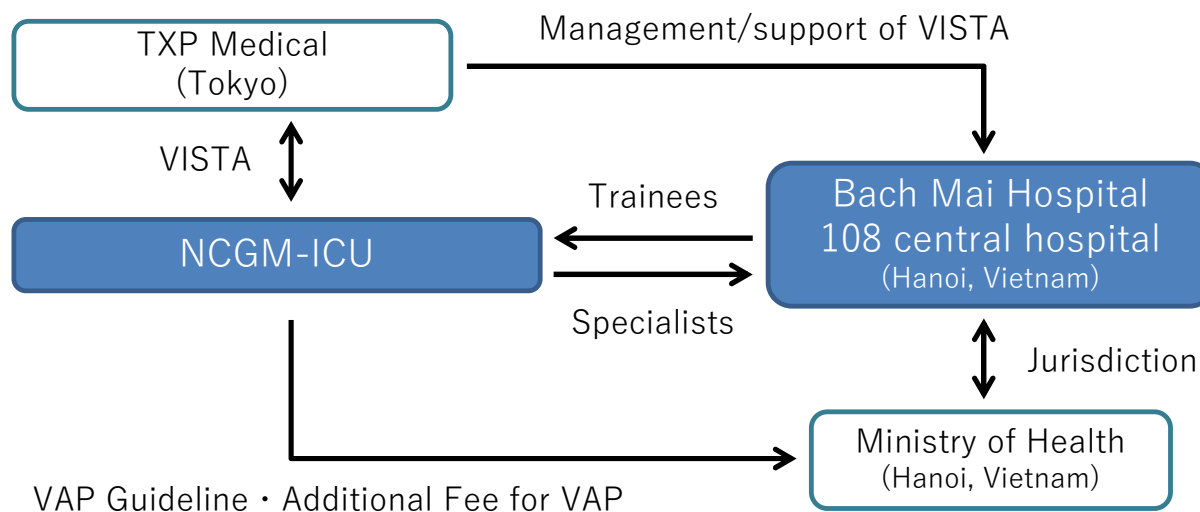 TXP Medical
(Tokyo)
Management/support of VISTA
VISTA
Trainees
Bach Mai Hospital
108 central hospital
(Hanoi, Vietnam)
NCGM-ICU
Specialists
Jurisdiction
Ministry of Health
(Hanoi, Vietnam)
VAP Guideline・Additional Fee for VAP